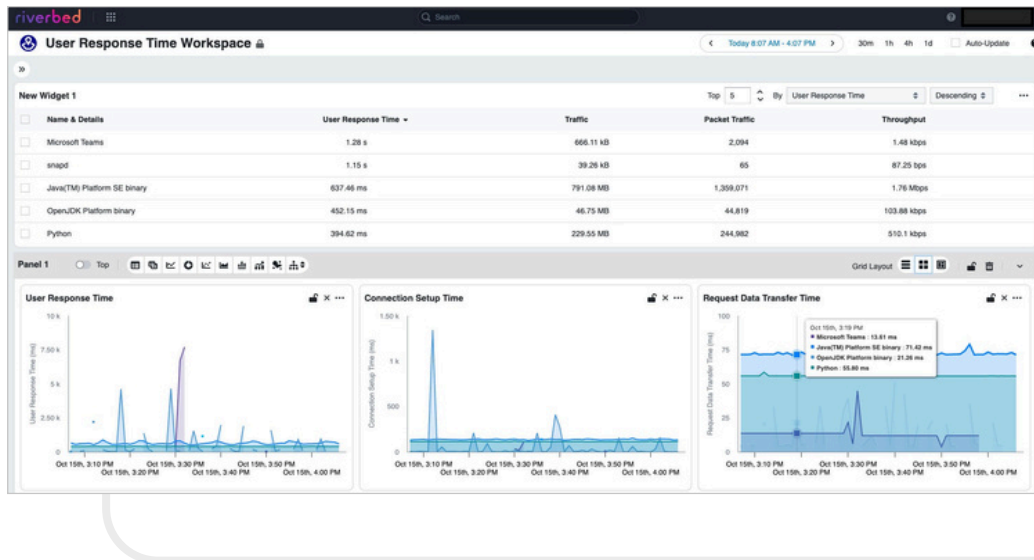 riverbed
Search
User Response Time Workspace
Today 8:07 AM - 4:07 PM
30m 1h 4h 1d Auto-Update
New Widget 1
Top 5 By User Response Time Descending
Name & Details User Response Time Traffic Packet Traffic Throughput
Microsoft Teams 1.28 s 666.11 kB 2,094 1.48 kbps
snapd 1.15 s 39.26 kB 65 87.25 bps
Java(TM) Platform SE binary 637.46 ms 791.08 MB 1,359,071 1.76 Mbps
OpenJDK Platform binary 452.15 ms 46.75 MB 44,819 103.88 kbps
Python 394.62 ms 229.55 MB 244,982 510.1 kbps
Panel 1 Top Grid Layout
User Response Time
10 k
7.50 k
5 k
2.50 k
0
User Response Time (ms)
Oct 15th, 3:10 PM Oct 15th, 3:30 PM Oct 15th, 3:50 PM
Oct 15th, 3:20 PM Oct 15th, 3:40 PM Oct 15th, 4:00 PM
Connection Setup Time
1.50 k
1 k
500
0
Connection Setup Time (ms)
Oct 15th, 3:10 PM Oct 15th, 3:30 PM Oct 15th, 3:50 PM
Oct 15th, 3:20 PM Oct 15th, 3:40 PM Oct 15th, 4:00 PM
Request Data Transfer Time
100
75
50
25
0
Request Data Transfer Time (ms)
Oct 15th, 3:19 PM
Microsoft Teams : 13.61 ms
Java(TM) Platform SE binary : 71.42 ms
OpenJDK Platform binary : 21.26 ms
Python : 55.80 ms
Oct 15th, 3:10 PM Oct 15th, 3:30 PM Oct 15th, 3:50 PM
Oct 15th, 3:20 PM Oct 15th, 3:40 PM Oct 15th, 4:00 PM